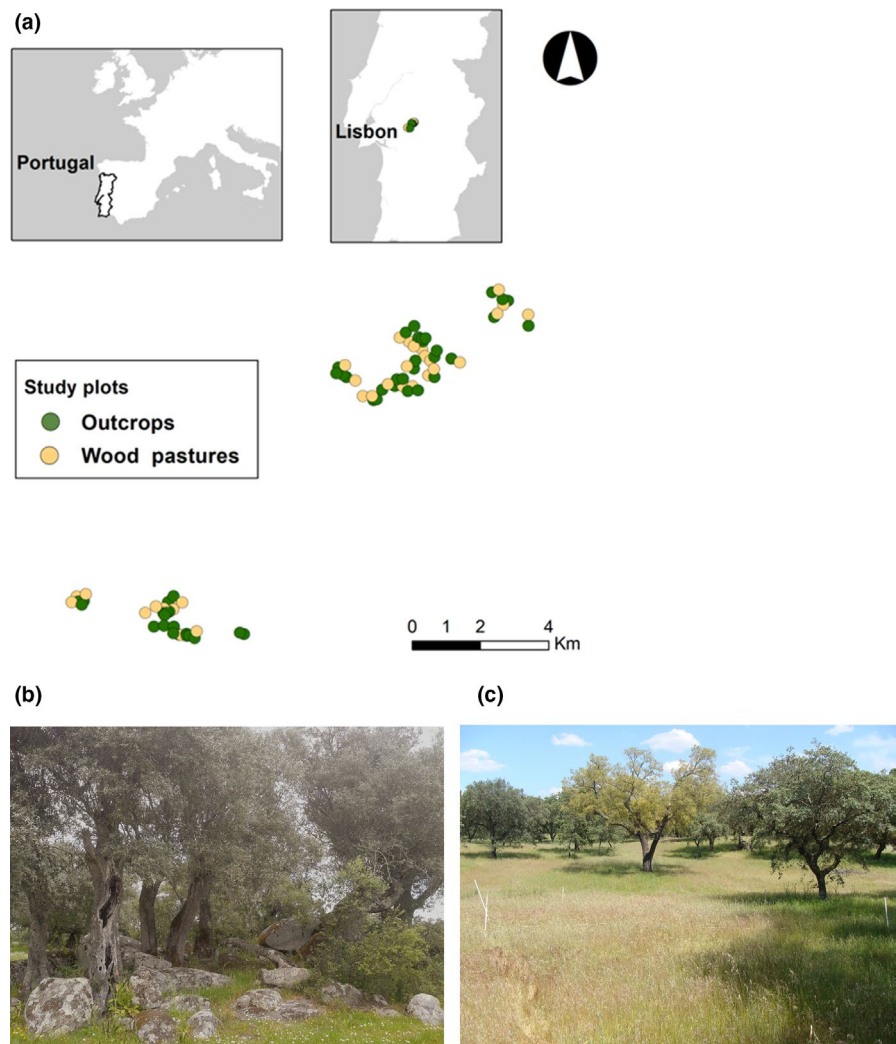 (a)
Portugal
Lisbon
Study plots
Outcrops
Wood pastures
0 1 2 4
Km
(b)
(c)